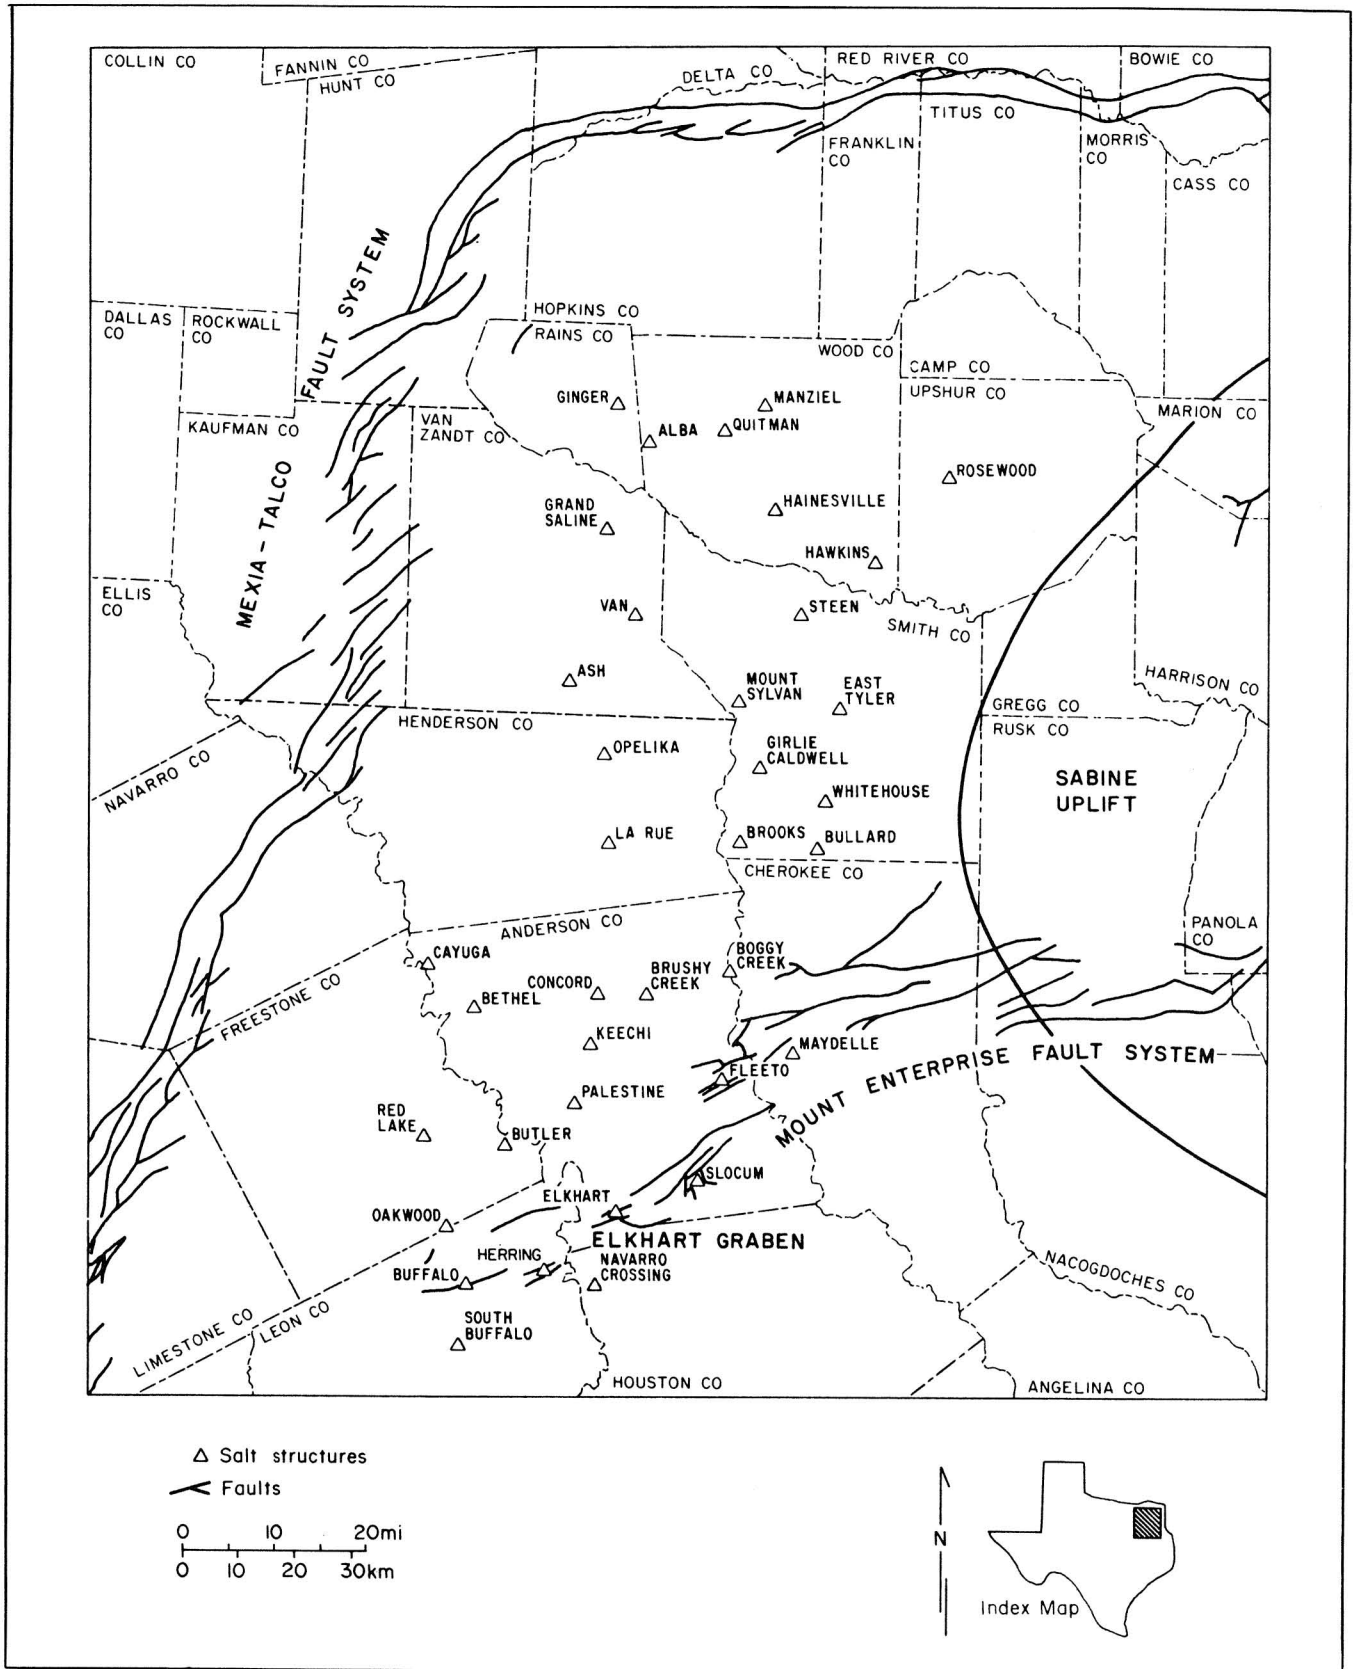 COLLIN CO
FANNIN CO
HUNT CO
DELTA CO
RED RIVER CO
BOWIE CO
TITUS CO
FRANKLIN
CO
MORRIS
CO
CASS CO
MEXIA-TALCO
FAULT SYSTEM
DALLAS
CO
ROCKWALL
CO
HOPKINS CO
RAINS CO
WOOD CO
CAMP CO
UPSHUR CO
MARION CO
KAUFMAN CO
VAN
ZANDT CO
GINGER
MANZIEL
ALBA
QUITMAN
ROSEWOOD
GRAND
SALINE
HAINESVILLE
HAWKINS
ELLIS
CO
VAN
STEEN
SMITH CO
ASH
MOUNT
SYLVAN
EAST
TYLER
HARRISON CO
GREGG CO
RUSK CO
HENDERSON CO
NAVARRO CO
OPELIKA
GIRLIE
CALDWELL
WHITEHOUSE
SABINE
UPLIFT
LA RUE
BROOKS
BULLARD
CHEROKEE CO
ANDERSON CO
PANOLA
CO
CAYUGA
BOGGY
CREEK
BRUSHY
CREEK
CONCORD
BETHEL
FREESTONE CO
KEECHI
MAYDELLE
FLEETO
MOUNT ENTERPRISE FAULT SYSTEM
PALESTINE
RED
LAKE
BUTLER
SLOCUM
ELKHART
OAKWOOD
ELKHART GRABEN
HERRING
BUFFALO
NAVARRO
CROSSING
NACOGDOCHES CO
SOUTH
BUFFALO
LIMESTONE CO
LEON CO
HOUSTON CO
ANGELINA CO
Salt structures
Faults
0 10 20mi
0 10 20 30km
N
Index Map